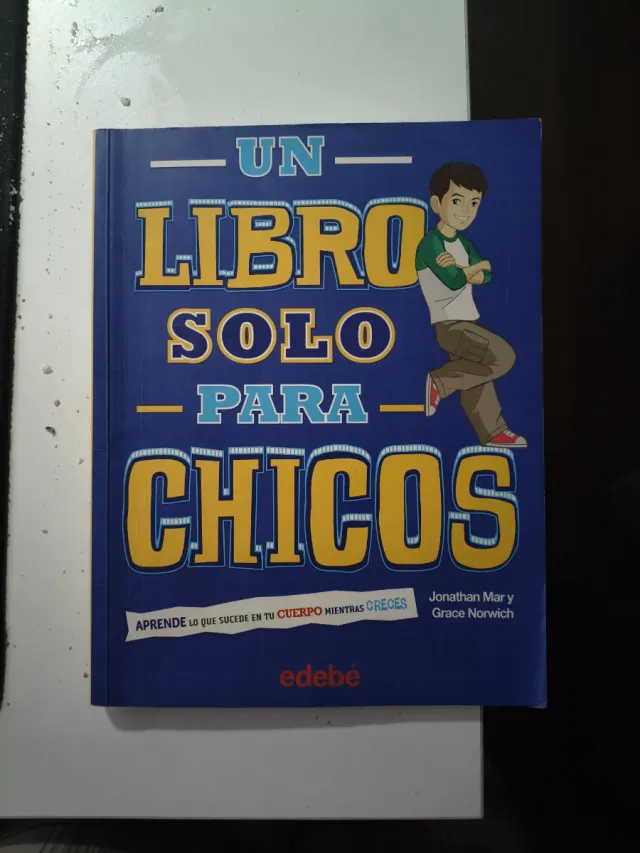 UN
LIBRO
SOLO
PARA
CHICOS
APRENDE LO QUE SUCEDE EN TU CUERPO MIENTRAS CRECES
Jonathan Mar y
Grace Norwich
edebé